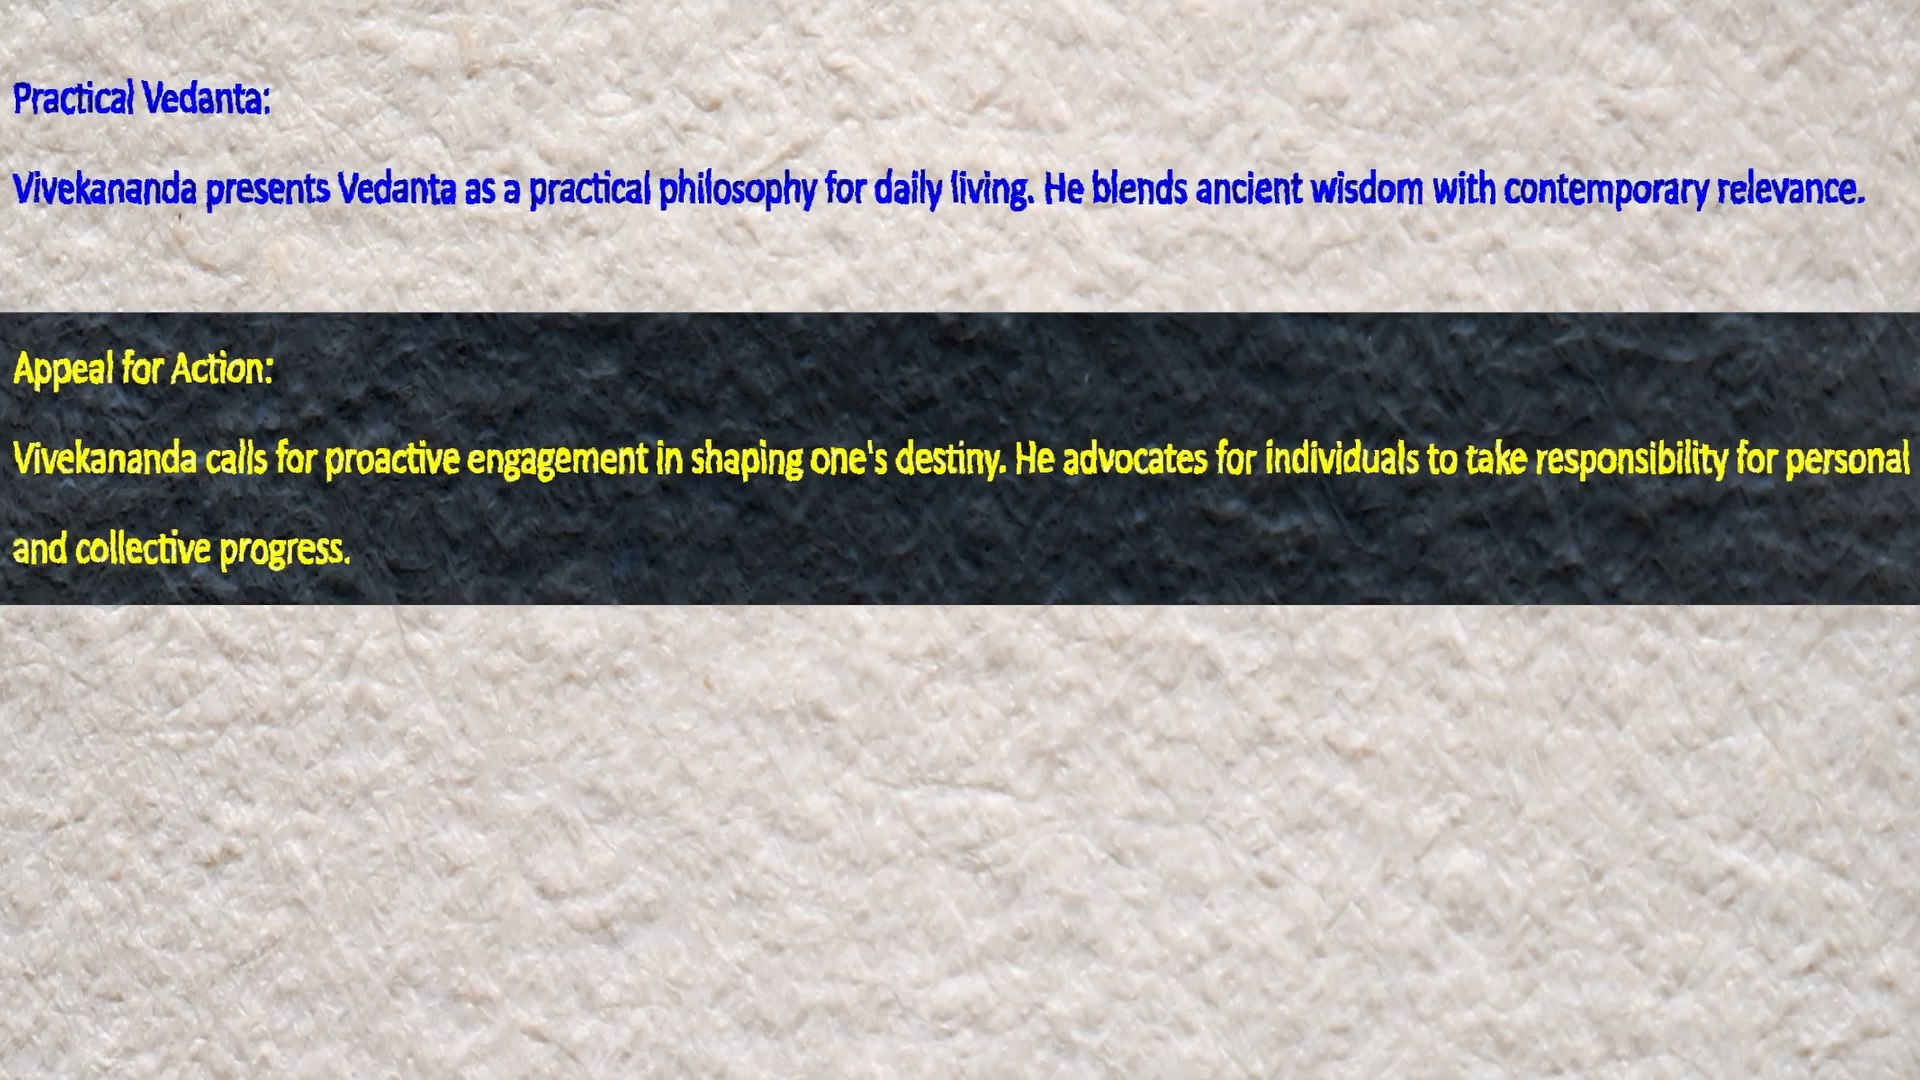 Practical Vedanta:
Vivekananda presents Vedanta as a practical philosophy for daily living. He blends ancient wisdom with contemporary relevance.
Appeal for Action:
Vivekananda calls for proactive engagement in shaping one's destiny. He advocates for individuals to take responsibility for personal
and collective progress.